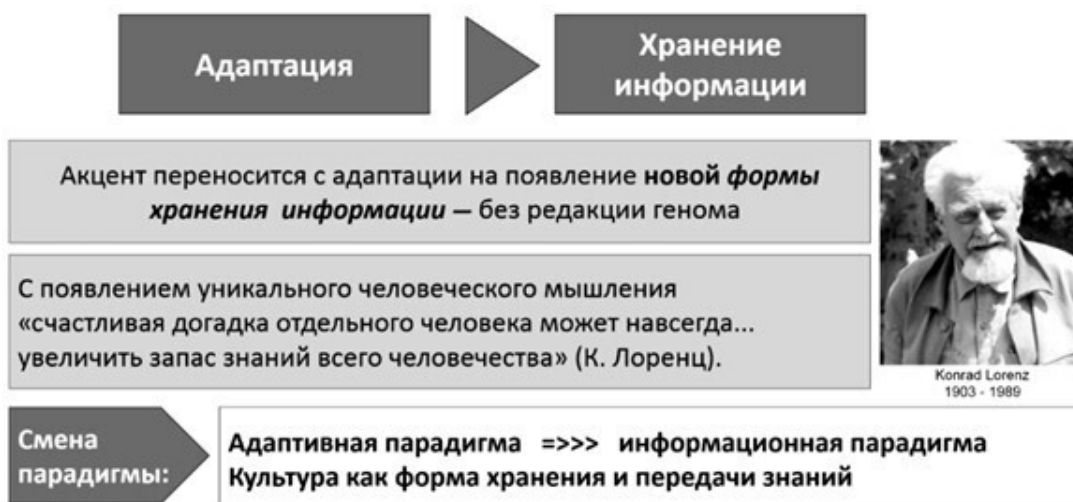 Адаптация
Хранение
информации
Акцент переносится с адаптации на появление новой формы
хранения информации – без редакции генома
С появлением уникального человеческого мышления
«счастливая догадка отдельного человека может навсегда...
увеличить запас знаний всего человечества» (К. Лоренц).
Konrad Lorenz
1903 - 1989
Смена
парадигмы:
Адаптивная парадигма =>>> информационная парадигма
Культура как форма хранения и передачи знаний